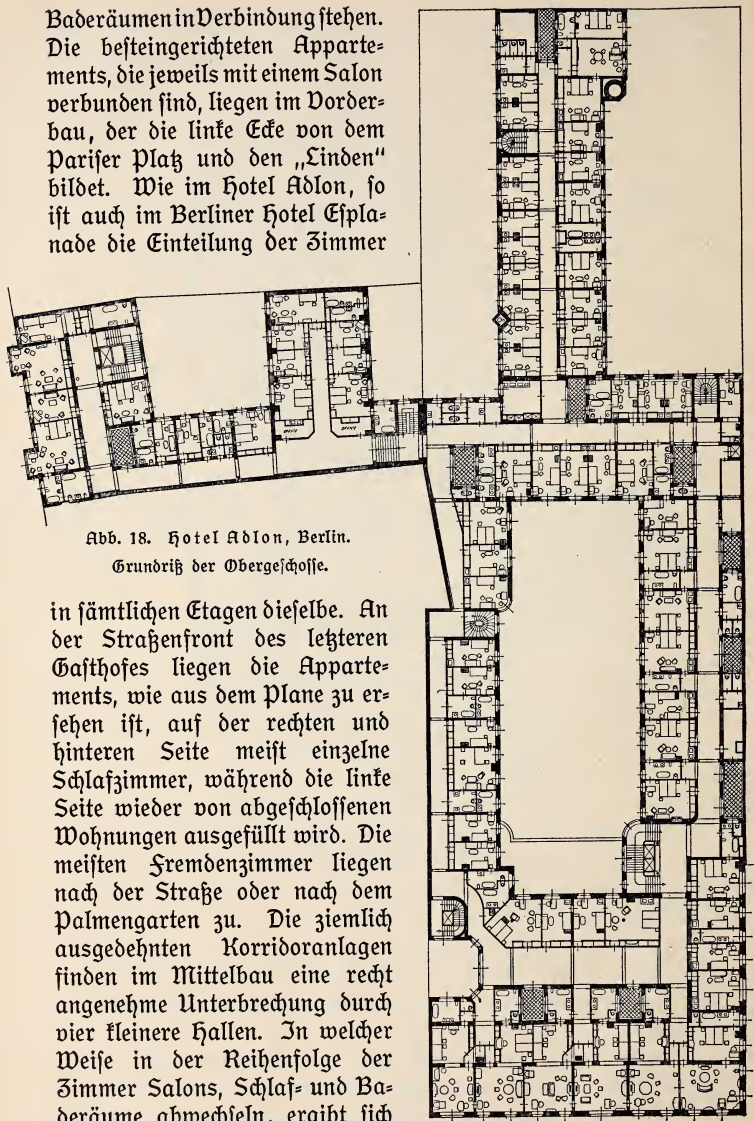 Baderäumen in Verbindung stehen.
Die besteingerichteten Apparte-
ments, die jeweils mit einem Salon
verbunden sind, liegen im Vorder-
bau, der die linke Ecke von dem
Pariser Platz und den „Linden“
bildet. Wie im Hotel Adlon, so
ist auch im Berliner Hotel Espla-
nade die Einteilung der Zimmer
Abb. 18. Hotel Adlon, Berlin.
Grundriß der Obergeschosse.
in sämtlichen Etagen dieselbe. An
der Straßenfront des letzteren
Gasthofes liegen die Apparte-
ments, wie aus dem Plane zu er-
sehen ist, auf der rechten und
hinteren Seite meist einzelne
Schlafzimmer, während die linke
Seite wieder von abgeschlossenen
Wohnungen ausgefüllt wird. Die
meisten Fremdenzimmer liegen
nach der Straße oder nach dem
Palmengarten zu. Die ziemlich
ausgedehnten Korridoranlagen
finden im Mittelbau eine recht
angenehme Unterbrechung durch
vier kleinere Hallen. In welcher
Weise in der Reihenfolge der
Zimmer Salons, Schlaf- und Ba-
deräume abwechseln, ergibt sich